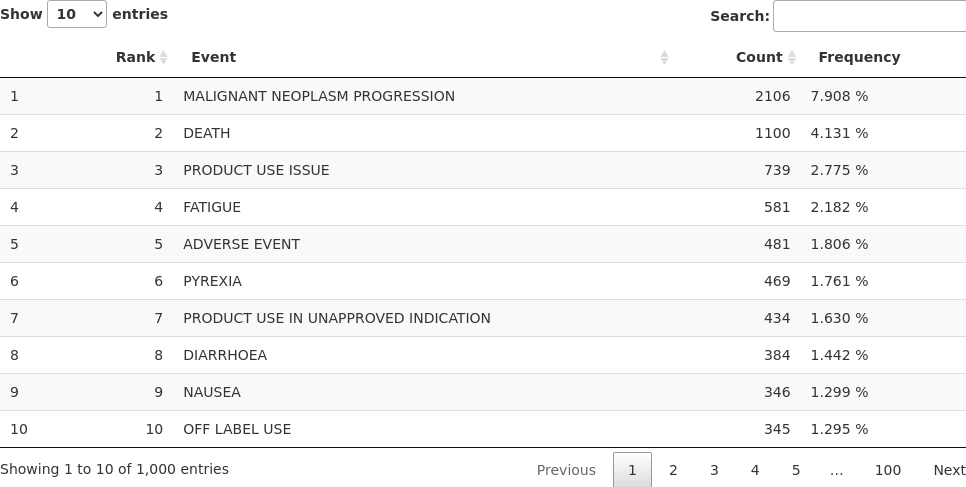 Show 10 entries Search:
Rank Event Count Frequency
1 1 MALIGNANT NEOPLASM PROGRESSION 2106 7.908 %
2 2 DEATH 1100 4.131 %
3 3 PRODUCT USE ISSUE 739 2.775 %
4 4 FATIGUE 581 2.182 %
5 5 ADVERSE EVENT 481 1.806 %
6 6 PYREXIA 469 1.761 %
7 7 PRODUCT USE IN UNAPPROVED INDICATION 434 1.630 %
8 8 DIARRHOEA 384 1.442 %
9 9 NAUSEA 346 1.299 %
10 10 OFF LABEL USE 345 1.295 %
Showing 1 to 10 of 1,000 entries Previous 1 2 3 4 5 … 100 Next